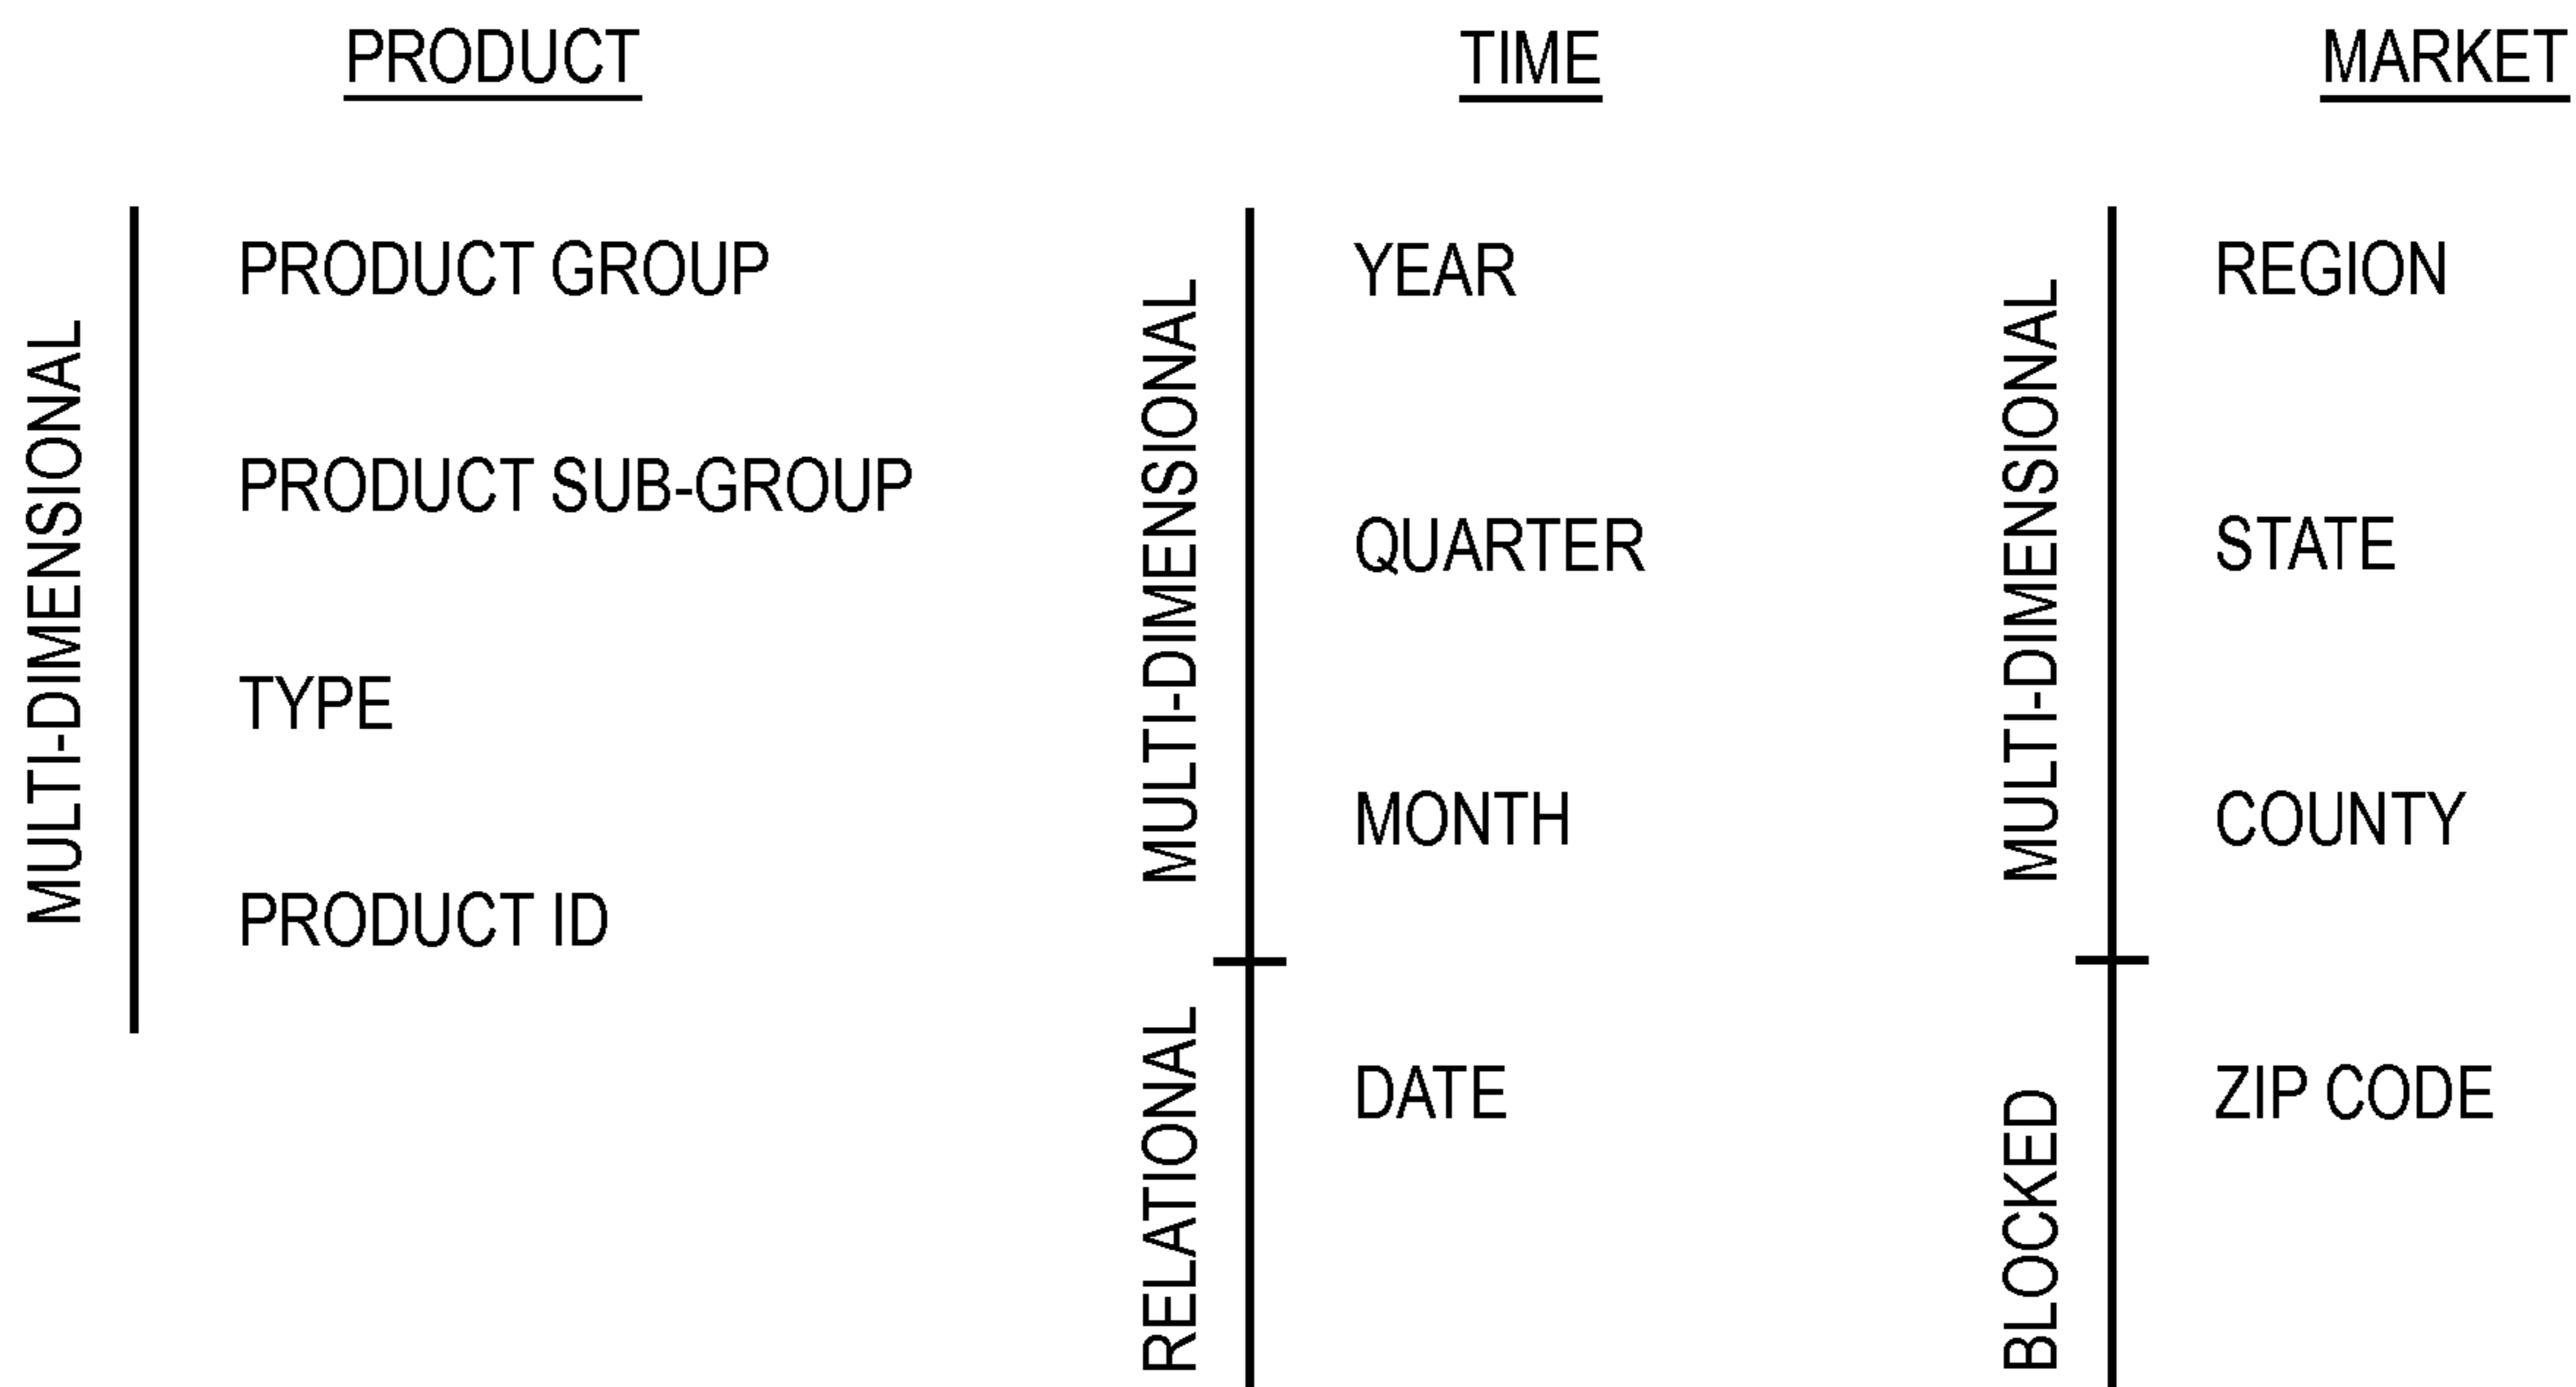 PRODUCT
MULTI-DIMENSIONAL
PRODUCT GROUP
PRODUCT SUB-GROUP
TYPE
PRODUCT ID
TIME
MULTI-DIMENSIONAL
YEAR
QUARTER
MONTH
RELATIONAL
DATE
MARKET
MULTI-DIMENSIONAL
REGION
STATE
COUNTY
BLOCKED
ZIP CODE